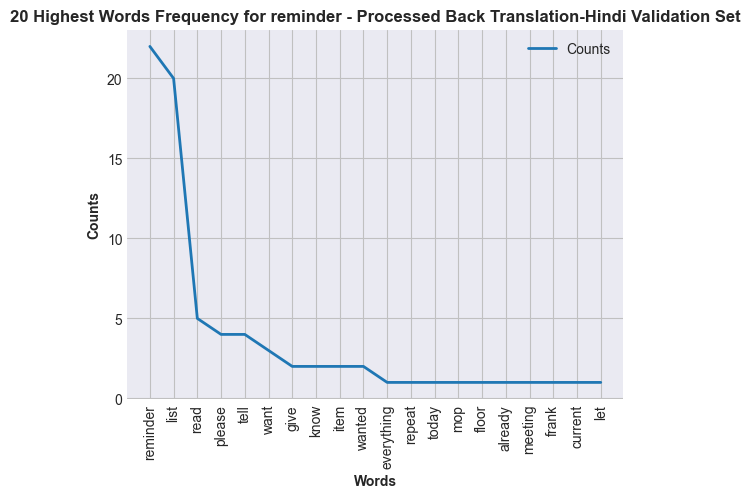 20 Highest Words Frequency for reminder - Processed Back Translation-Hindi Validation Set
Counts
20
15
10
5
0
Counts
reminder
list
read
please
tell
want
give
know
item
wanted
everything
repeat
today
mop
floor
already
meeting
frank
current
let
Words